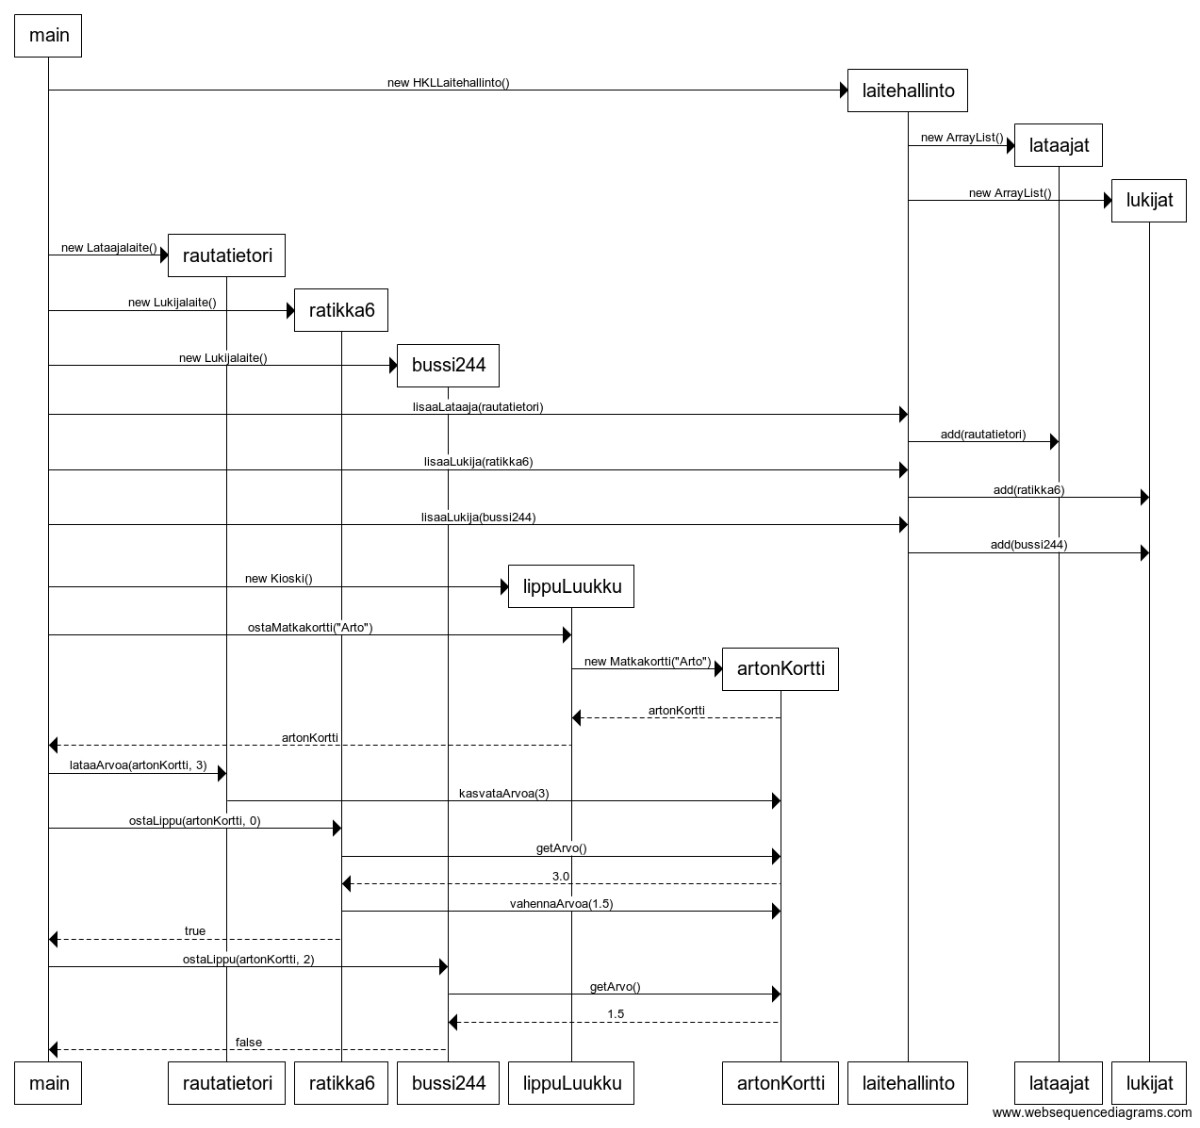 main
new HKLLaitehallinto()
laitehallinto
new ArrayList()
lataajat
new ArrayList()
lukijat
new Lataajalaite()
rautatietori
new Lukijalaite()
ratikka6
new Lukijalaite()
bussi244
lisaaLataaja(rautatietori)
add(rautatietori)
lisaaLukija(ratikka6)
add(ratikka6)
lisaaLukija(bussi244)
add(bussi244)
new Kioski()
lippuLuukku
ostaMatkakortti("Arto")
new Matkakortti("Arto")
artonKortti
artonKortti
artonKortti
lataaArvoa(artonKortti, 3)
kasvataArvoa(3)
ostaLippu(artonKortti, 0)
getArvo()
3.0
vahennaArvoa(1.5)
true
ostaLippu(artonKortti, 2)
getArvo()
1.5
false
main rautatietori ratikka6 bussi244 lippuLuukku artonKortti laitehallinto lataajat lukijat
www.websequencediagrams.com